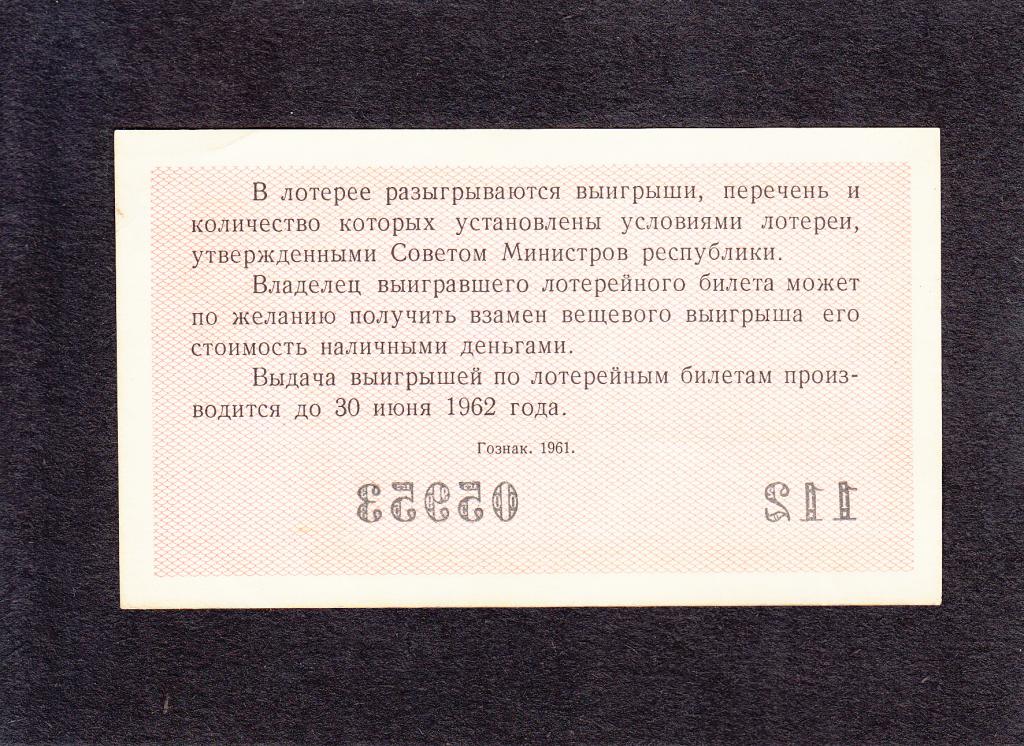 В лотерее разыгрываются выигрыши, перечень и
количество которых установлены условиями лотереи,
утвержденными Советом Министров республики.
Владелец выигравшего лотерейного билета может
по желанию получить взамен вещевого выигрыша его
стоимость наличными деньгами.
Выдача выигрышей по лотерейным билетам произ-
водится до 30 июня 1962 года.
Гознак. 1961.
05953 112